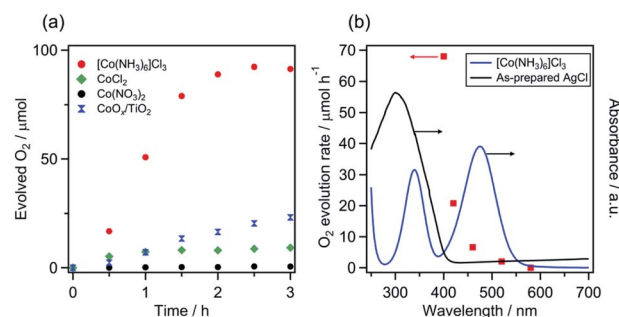 (a)
100
50
0
Evolved O₂ / μmol
[Co(NH₃)₆]Cl₃
CoCl₂
Co(NO₃)₂
CoOₓ/TiO₂
0 1 2 3
Time / h
(b)
70
60
50
40
30
20
10
0
O₂ evolution rate / μmol h⁻¹
[Co(NH₃)₆]Cl₃
As-prepared AgCl
Absorbance / a.u.
300 400 500 600 700
Wavelength / nm